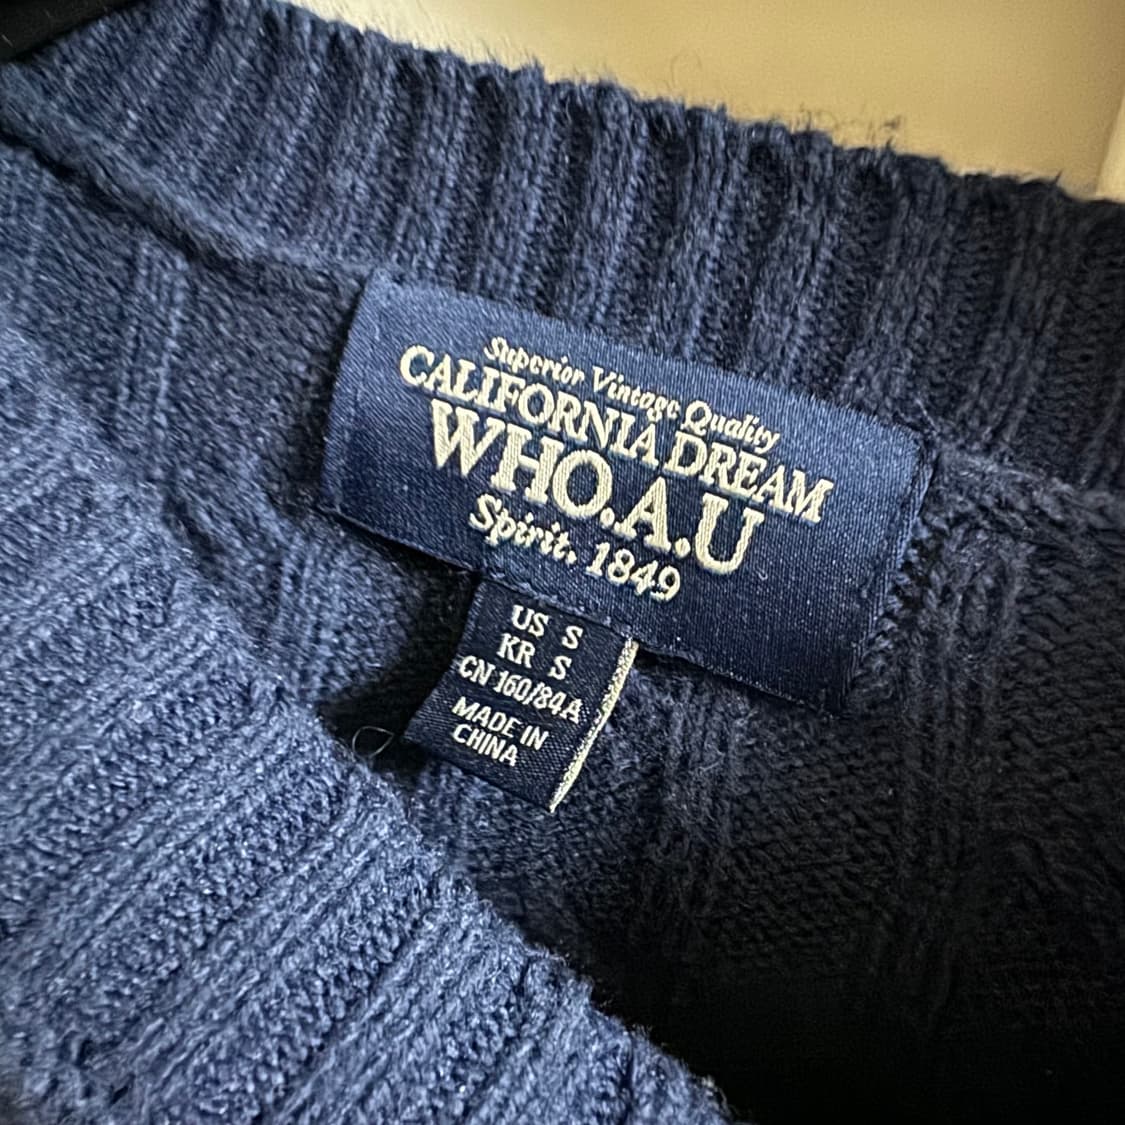 Superior Vintage Quality
CALIFORNIA DREAM
WHO.A.U
Spirit. 1849
US S
KR S
CN 160/84A
MADE IN
CHINA